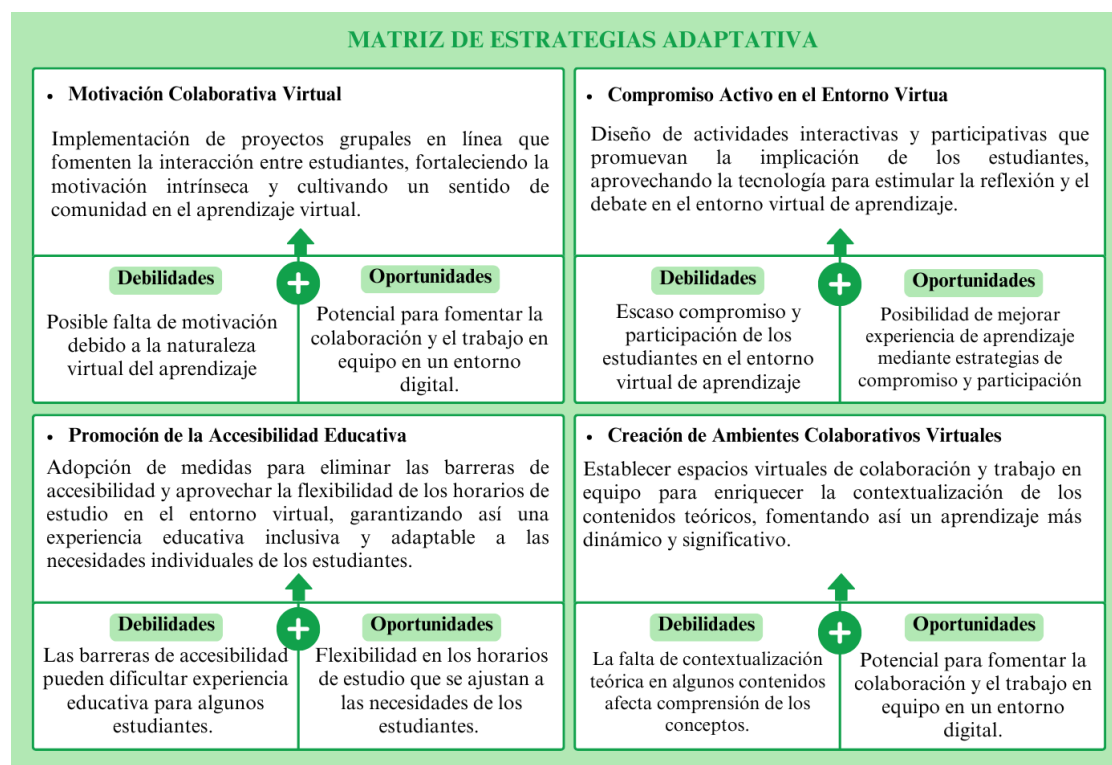 MATRIZ DE ESTRATEGIAS ADAPTATIVA
• Motivación Colaborativa Virtual
Implementación de proyectos grupales en línea que
fomenten la interacción entre estudiantes, fortaleciendo la
motivación intrínseca y cultivando un sentido de
comunidad en el aprendizaje virtual.
Debilidades
Posible falta de motivación
debido a la naturaleza
virtual del aprendizaje
Oportunidades
Potencial para fomentar la
colaboración y el trabajo en
equipo en un entorno
digital.
• Compromiso Activo en el Entorno Virtua
Diseño de actividades interactivas y participativas que
promuevan la implicación de los estudiantes,
aprovechando la tecnología para estimular la reflexión y el
debate en el entorno virtual de aprendizaje.
Debilidades
Escaso compromiso y
participación de los
estudiantes en el entorno
virtual de aprendizaje
Oportunidades
Posibilidad de mejorar
experiencia de aprendizaje
mediante estrategias de
compromiso y participación
• Promoción de la Accesibilidad Educativa
Adopción de medidas para eliminar las barreras de
accesibilidad y aprovechar la flexibilidad de los horarios de
estudio en el entorno virtual, garantizando así una
experiencia educativa inclusiva y adaptable a las
necesidades individuales de los estudiantes.
Debilidades
Las barreras de accesibilidad
pueden dificultar experiencia
educativa para algunos
estudiantes.
Oportunidades
Flexibilidad en los horarios
de estudio que se ajustan a
las necesidades de los
estudiantes.
• Creación de Ambientes Colaborativos Virtuales
Establecer espacios virtuales de colaboración y trabajo en
equipo para enriquecer la contextualización de los
contenidos teóricos, fomentando así un aprendizaje más
dinámico y significativo.
Debilidades
La falta de contextualización
teórica en algunos contenidos
afecta comprensión de los
conceptos.
Oportunidades
Potencial para fomentar la
colaboración y el trabajo en
equipo en un entorno
digital.